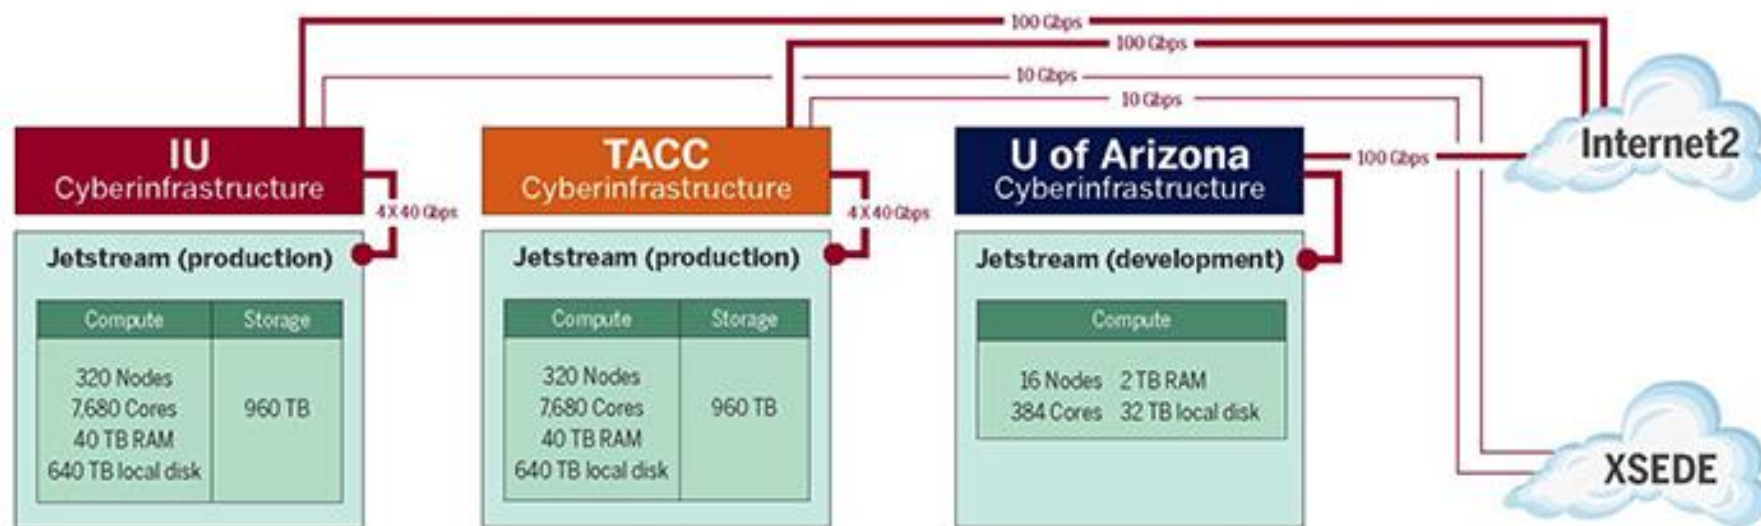 100 Gbps
100 Gbps
10 Gbps
10 Gbps
IU
Cyberinfrastructure
4 X 40 Gbps
Jetstream (production)
Compute Storage
320 Nodes
7,680 Cores
40 TB RAM
640 TB local disk
960 TB
TACC
Cyberinfrastructure
4 X 40 Gbps
Jetstream (production)
Compute Storage
320 Nodes
7,680 Cores
40 TB RAM
640 TB local disk
960 TB
U of Arizona
Cyberinfrastructure
100 Gbps
Jetstream (development)
Compute
16 Nodes 2 TB RAM
384 Cores 32 TB local disk
Internet2
XSEDE